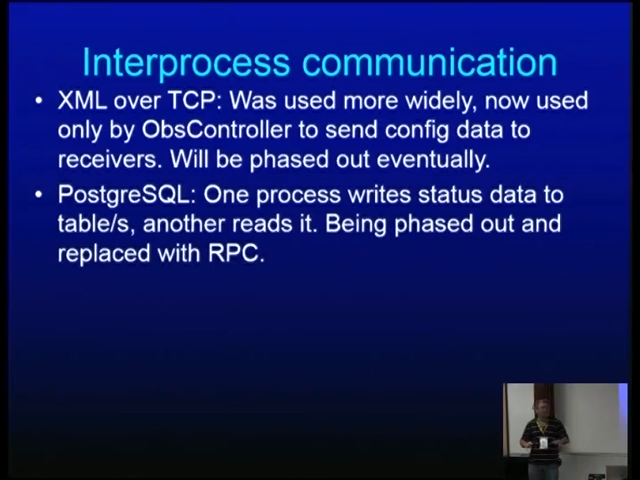 Interprocess communication
• XML over TCP: Was used more widely, now used
only by ObsController to send config data to
receivers. Will be phased out eventually.
• PostgreSQL: One process writes status data to
table/s, another reads it. Being phased out and
replaced with RPC.